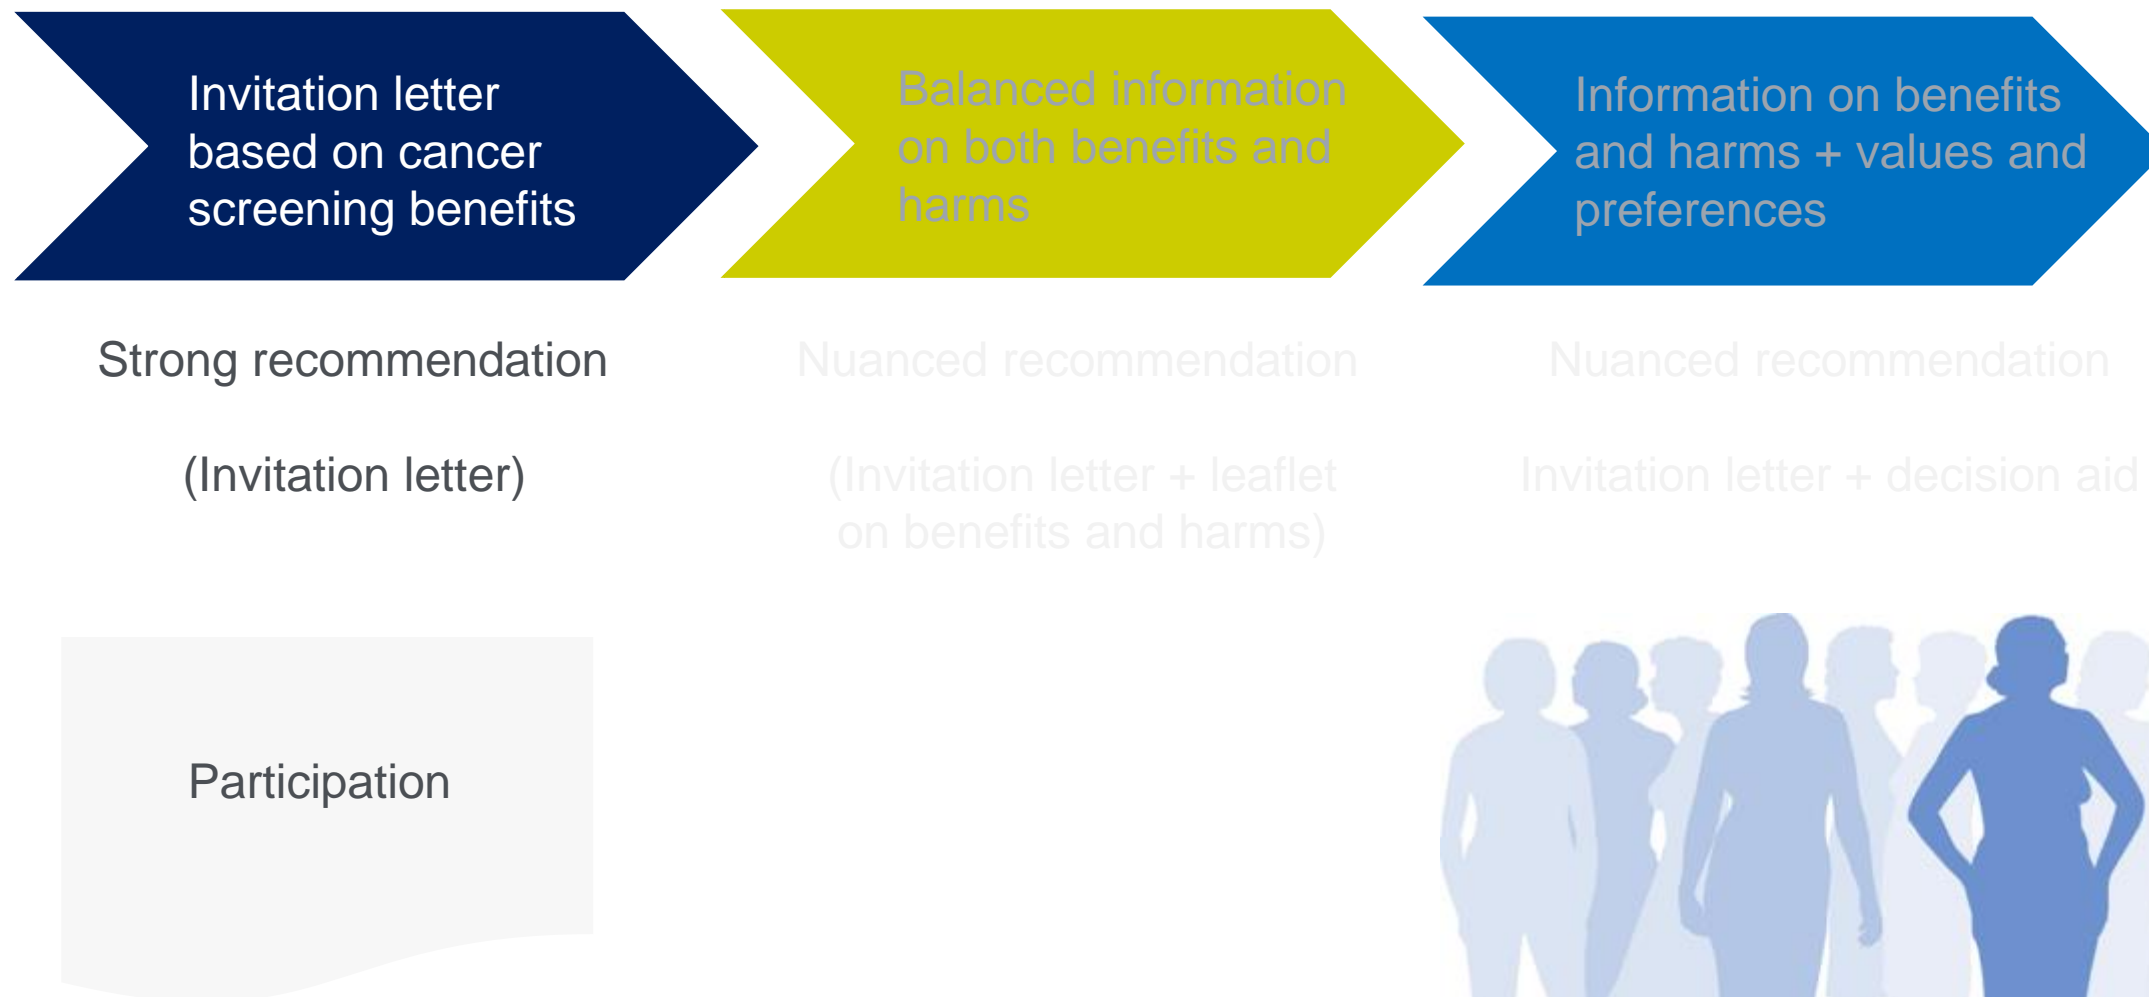 Invitation letter
based on cancer
screening benefits
Balanced information
on both benefits and
harms
Information on benefits
and harms + values and
preferences
Strong recommendation
(Invitation letter)
Nuanced recommendation
(Invitation letter + leaflet
on benefits and harms)
Nuanced recommendation
Invitation letter + decision aid
Participation